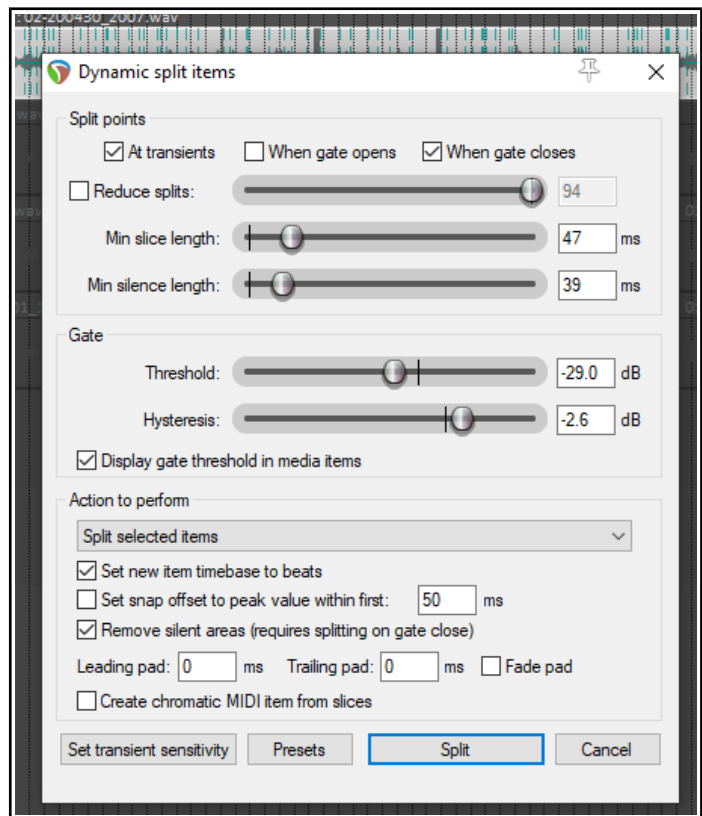 : 02-200430_2007.wav
Dynamic split items
Split points
At transients When gate opens When gate closes
Reduce splits: 94
Min slice length: 47 ms
Min silence length: 39 ms
Gate
Threshold: -29.0 dB
Hysteresis: -2.6 dB
Display gate threshold in media items
Action to perform
Split selected items
Set new item timebase to beats
Set snap offset to peak value within first: 50 ms
Remove silent areas (requires splitting on gate close)
Leading pad: 0 ms Trailing pad: 0 ms Fade pad
Create chromatic MIDI item from slices
Set transient sensitivity Presets Split Cancel